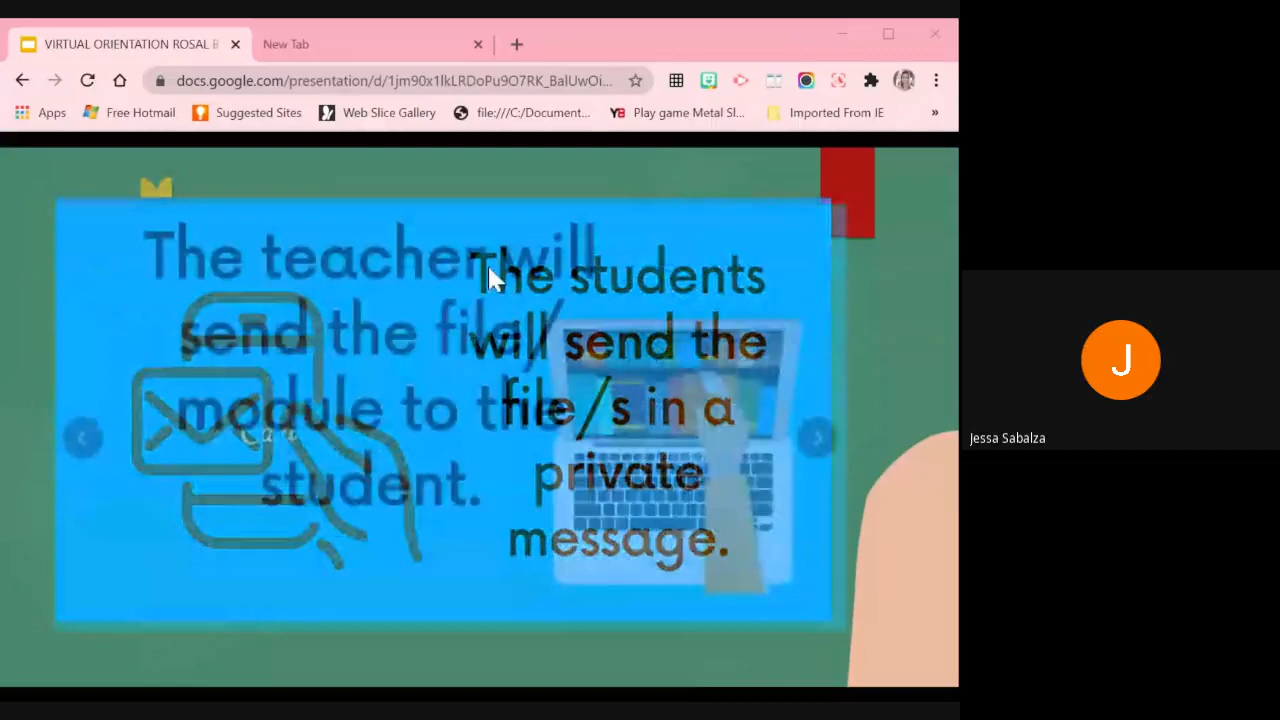 VIRTUAL ORIENTATION ROSAL
New Tab
docs.google.com/presentation/d/1jm90x1lkLRDoPu9O7RK_BalUwOi...
Apps
Free Hotmail
Suggested Sites
Web Slice Gallery
file:///C:/Document...
YB
Play game Metal Sl...
Imported From IE
»
The teacher will
send the file/
module to the
student.
The students
will send the
file/s in a
private
message.
J
Jessa Sabalza